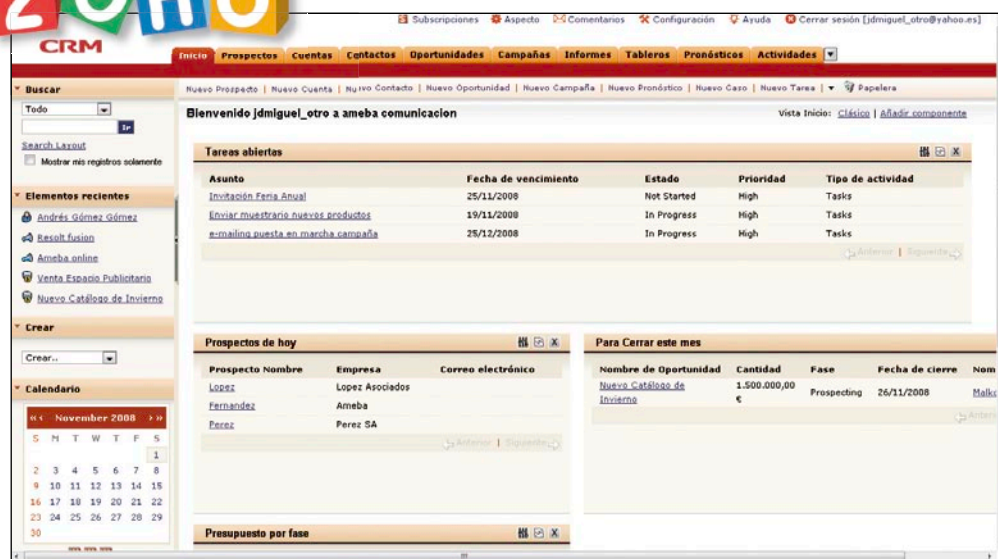 ZOHO
CRM
Subscripciones Aspecto Comentarios Configuración Ayuda Cerrar sesión [jdmiguel_otro@yahoo.es]
Inicio Prospectos Cuentas Contactos Oportunidades Campañas Informes Tableros Pronósticos Actividades
Buscar
Todo
Ir
Search Layout
Mostrar mis registros solamente
Elementos recientes
Andrés Gómez Gómez
Resolt fusion
Ameba online
Venta Espacio Publicitario
Nuevo Catálogo de Invierno
Crear
Crear..
Calendario
«‹ November 2008 ›»
S M T W T F S
1
2 3 4 5 6 7 8
9 10 11 12 13 14 15
16 17 18 19 20 21 22
23 24 25 26 27 28 29
30
Nuevo Prospecto | Nuevo Cuenta | Nuevo Contacto | Nuevo Oportunidad | Nuevo Campaña | Nuevo Pronóstico | Nuevo Caso | Nuevo Tarea | Papelera
Bienvenido jdmiguel_otro a ameba comunicacion
Vista Inicio: Clásico | Añadir componente
Tareas abiertas
Asunto Fecha de vencimiento Estado Prioridad Tipo de actividad
Invitación Feria Anual 25/11/2008 Not Started High Tasks
Enviar muestrario nuevos productos 19/11/2008 In Progress High Tasks
e-mailing puesta en marcha campaña 25/12/2008 In Progress High Tasks
Anterior | Siguiente
Prospectos de hoy
Prospecto Nombre Empresa Correo electrónico
Lopez Lopez Asociados
Fernandez Ameba
Perez Perez SA
Anterior | Siguiente
Para Cerrar este mes
Nombre de Oportunidad Cantidad Fase Fecha de cierre Nom
Nuevo Catálogo de Invierno 1.500.000,00 € Prospecting 26/11/2008 Malko
Anteri
Presupuesto por fase